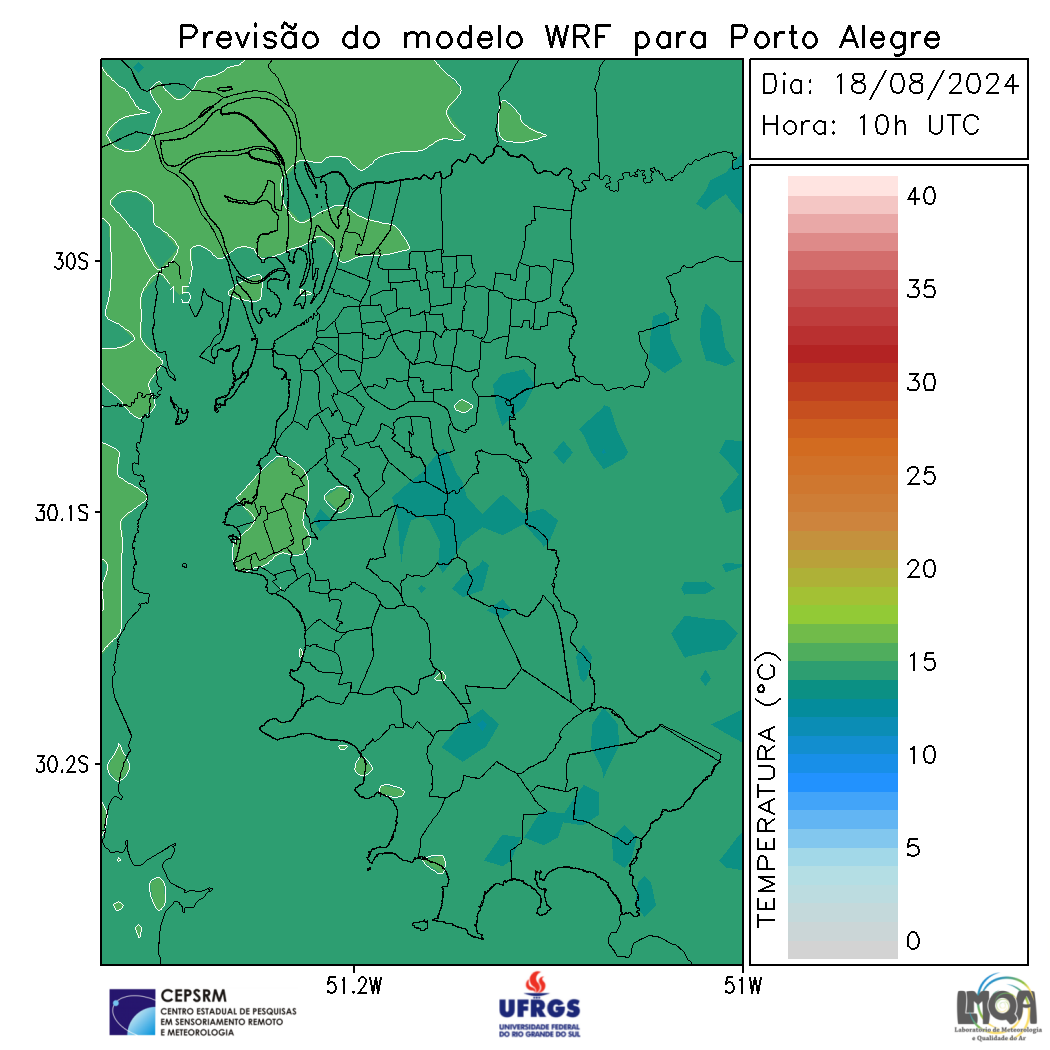 Previsão do modelo WRF para Porto Alegre
Dia: 18/08/2024
Hora: 10h UTC
40
35
30
25
20
15
10
5
0
TEMPERATURA (°C)
30S
30.1S
30.2S
15
51.2W
51W
CEPSRM
CENTRO ESTADUAL DE PESQUISAS
EM SENSORIAMENTO REMOTO
E METEOROLOGIA
UFRGS
UNIVERSIDADE FEDERAL
DO RIO GRANDE DO SUL
LMQA
Laboratório de Meteorologia
e Qualidade do Ar